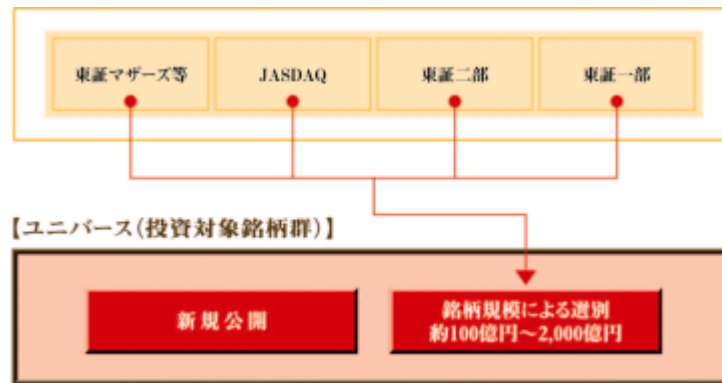 東証マザーズ等
JASDAQ
東証二部
東証一部
【ユニバース(投資対象銘柄群)】
新規公開
銘柄規模による選別
約100億円～2,000億円